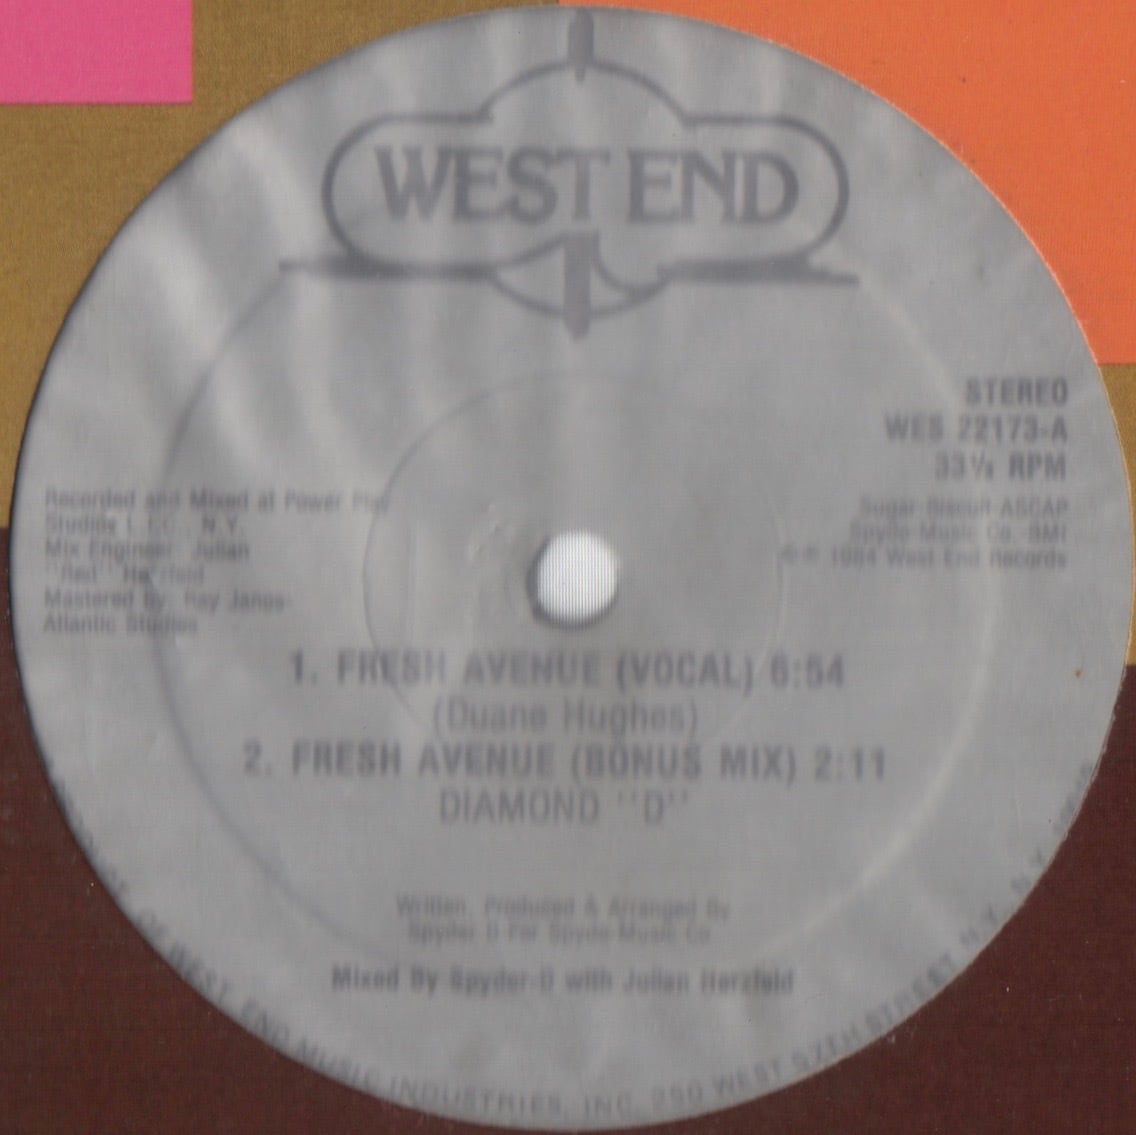 WEST END
STEREO
WES 22173-A
33⅓ RPM
Sugar Biscuit-ASCAP
Spyde-Music Co.-BMI
1984 West End Records
Recorded and Mixed at Power Play
Studios N.Y.
Mix Engineer: Julian
"Red" Herzfeld
Mastered by:
Atlantic Studios
1. FRESH AVENUE (VOCAL) 6:54
(Duane Hughes)
2. FRESH AVENUE (BONUS MIX) 2:11
DIAMOND "D"
Written, Produced & Arranged By
Spyder D For Spyde-Music Co.
Mixed By Spyder-D with Julian Herzfeld
OF WEST END MUSIC INDUSTRIES, INC. 250 WEST 57TH STREET N.Y. N.Y.